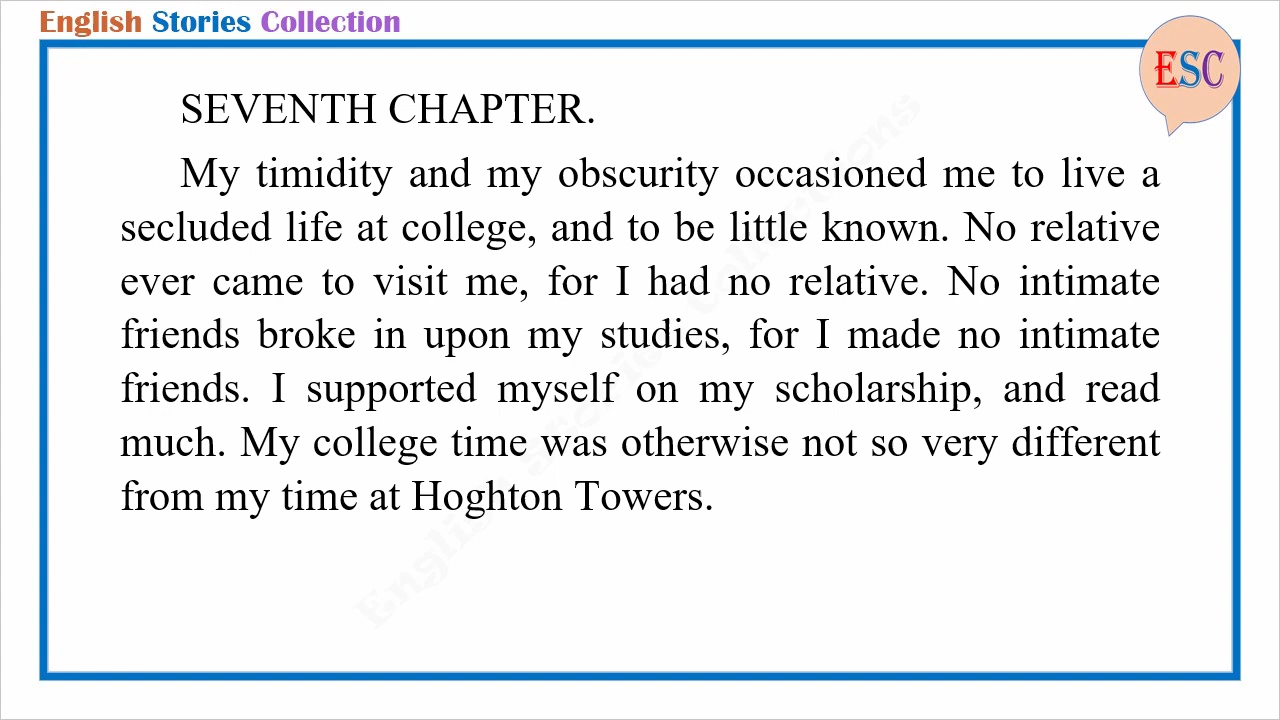 English Stories Collection
ESC
SEVENTH CHAPTER.
My timidity and my obscurity occasioned me to live a
secluded life at college, and to be little known. No relative
ever came to visit me, for I had no relative. No intimate
friends broke in upon my studies, for I made no intimate
friends. I supported myself on my scholarship, and read
much. My college time was otherwise not so very different
from my time at Hoghton Towers.